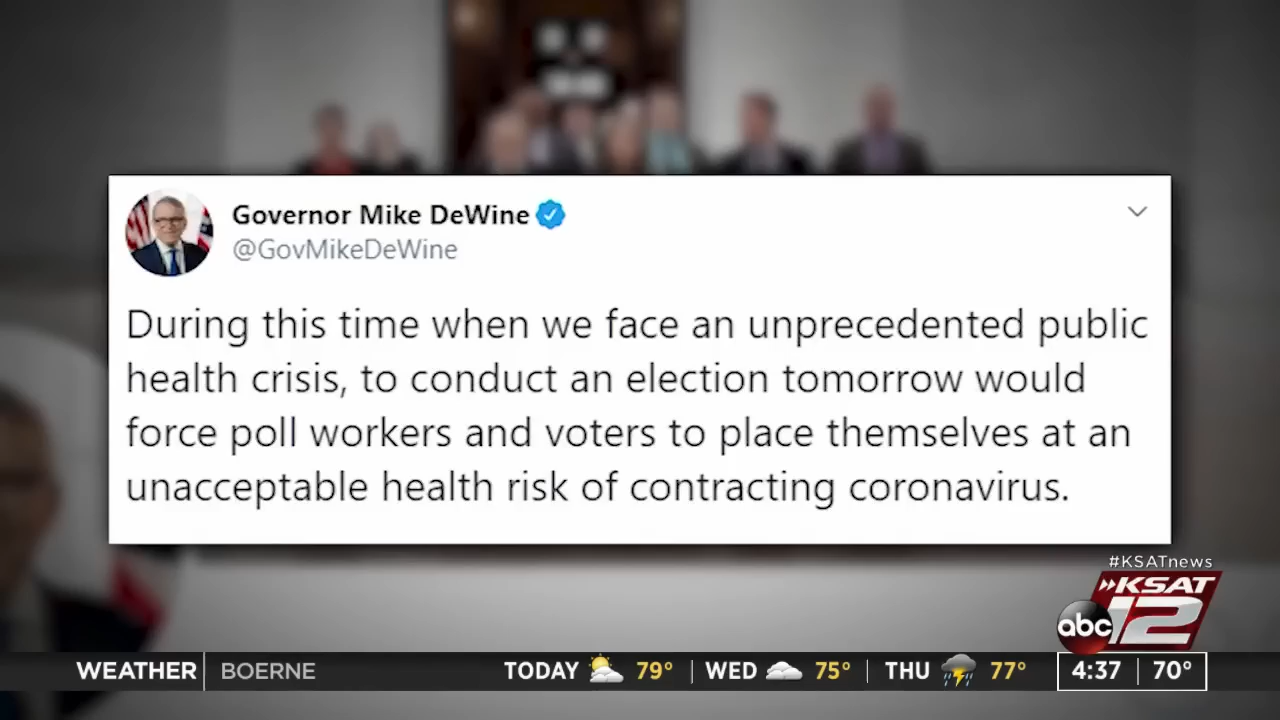 Governor Mike DeWine
@GovMikeDeWine
During this time when we face an unprecedented public
health crisis, to conduct an election tomorrow would
force poll workers and voters to place themselves at an
unacceptable health risk of contracting coronavirus.
#KSATnews
KSAT
abc 12
WEATHER BOERNE TODAY 79° WED 75° THU 77° 4:37 70°